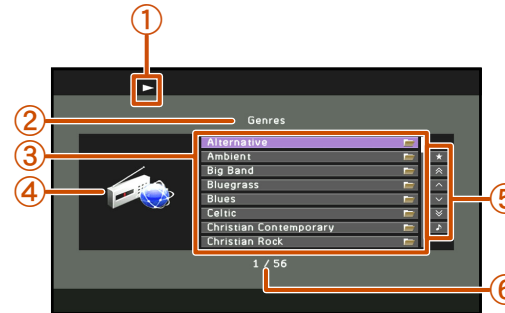 ①
② Genres
③ Alternative
Ambient
④ Big Band
Bluegrass
Blues
⑤ Celtic
Christian Contemporary
Christian Rock
1 / 56
⑥